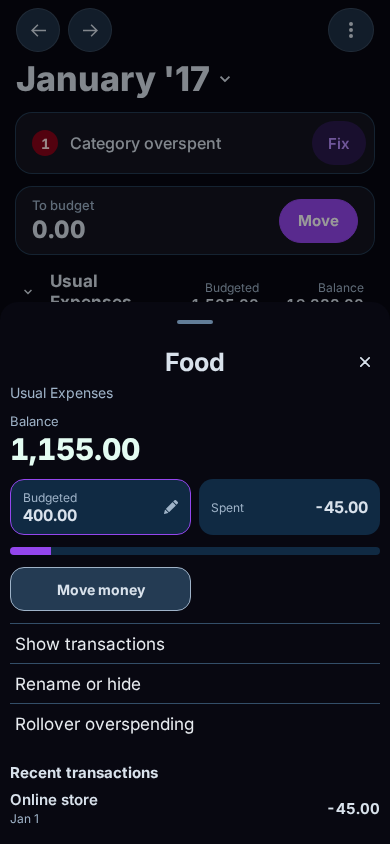 January '17
1 Category overspent Fix
To budget
0.00
Move
Usual Budgeted Balance
Expenses
Food
Usual Expenses
Balance
1,155.00
Budgeted
400.00
Spent -45.00
Move money
Show transactions
Rename or hide
Rollover overspending
Recent transactions
Online store
Jan 1
-45.00